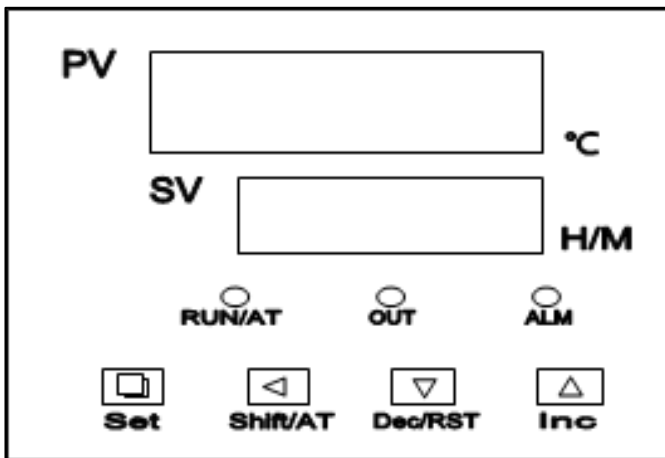 PV
°C
SV
H/M
RUN/AT OUT ALM
Set Shift/AT Dec/RST Inc